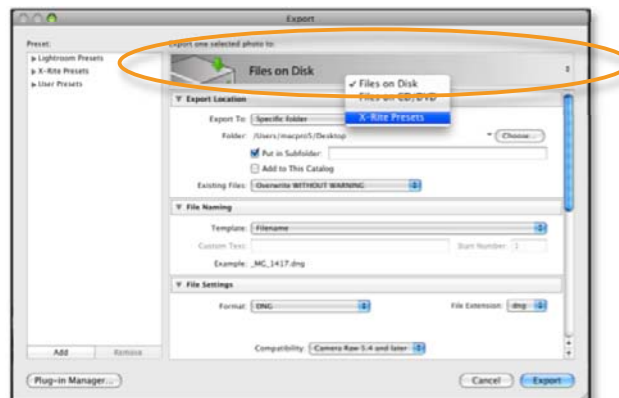 Export
Preset:
Lightroom Presets
X-Rite Presets
User Presets
Export one selected photo to:
Files on Disk
✓ Files on Disk
Files on CD/DVD
X-Rite Presets
Export Location
Export To: Specific folder
Folder: /Users/macpro5/Desktop
Choose...
Put in Subfolder:
Add to This Catalog
Existing Files: Overwrite WITHOUT WARNING
File Naming
Template: Filename
Custom Text:
Start Number: 1
Example: _MG_1417.dng
File Settings
Format: DNG
File Extension: dng
Compatibility: Camera Raw 5.4 and later
Add
Remove
Plug-in Manager...
Cancel
Export